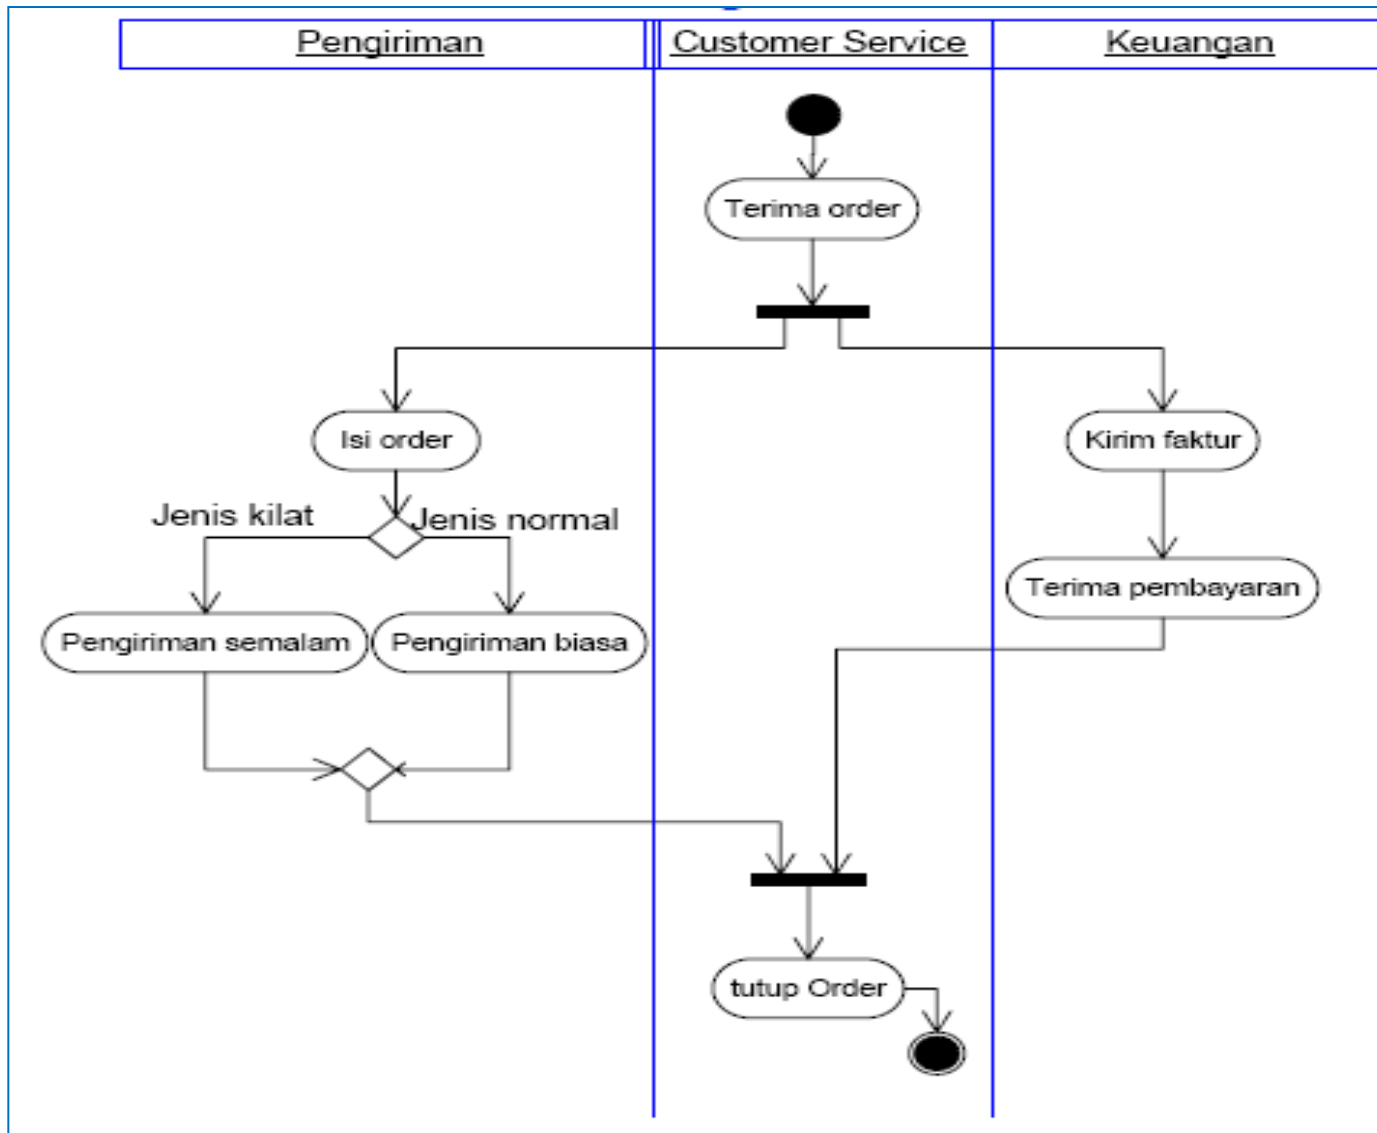 Pengiriman
Customer Service
Keuangan
Terima order
Isi order
Kirim faktur
Jenis kilat
Jenis normal
Terima pembayaran
Pengiriman semalam
Pengiriman biasa
tutup Order